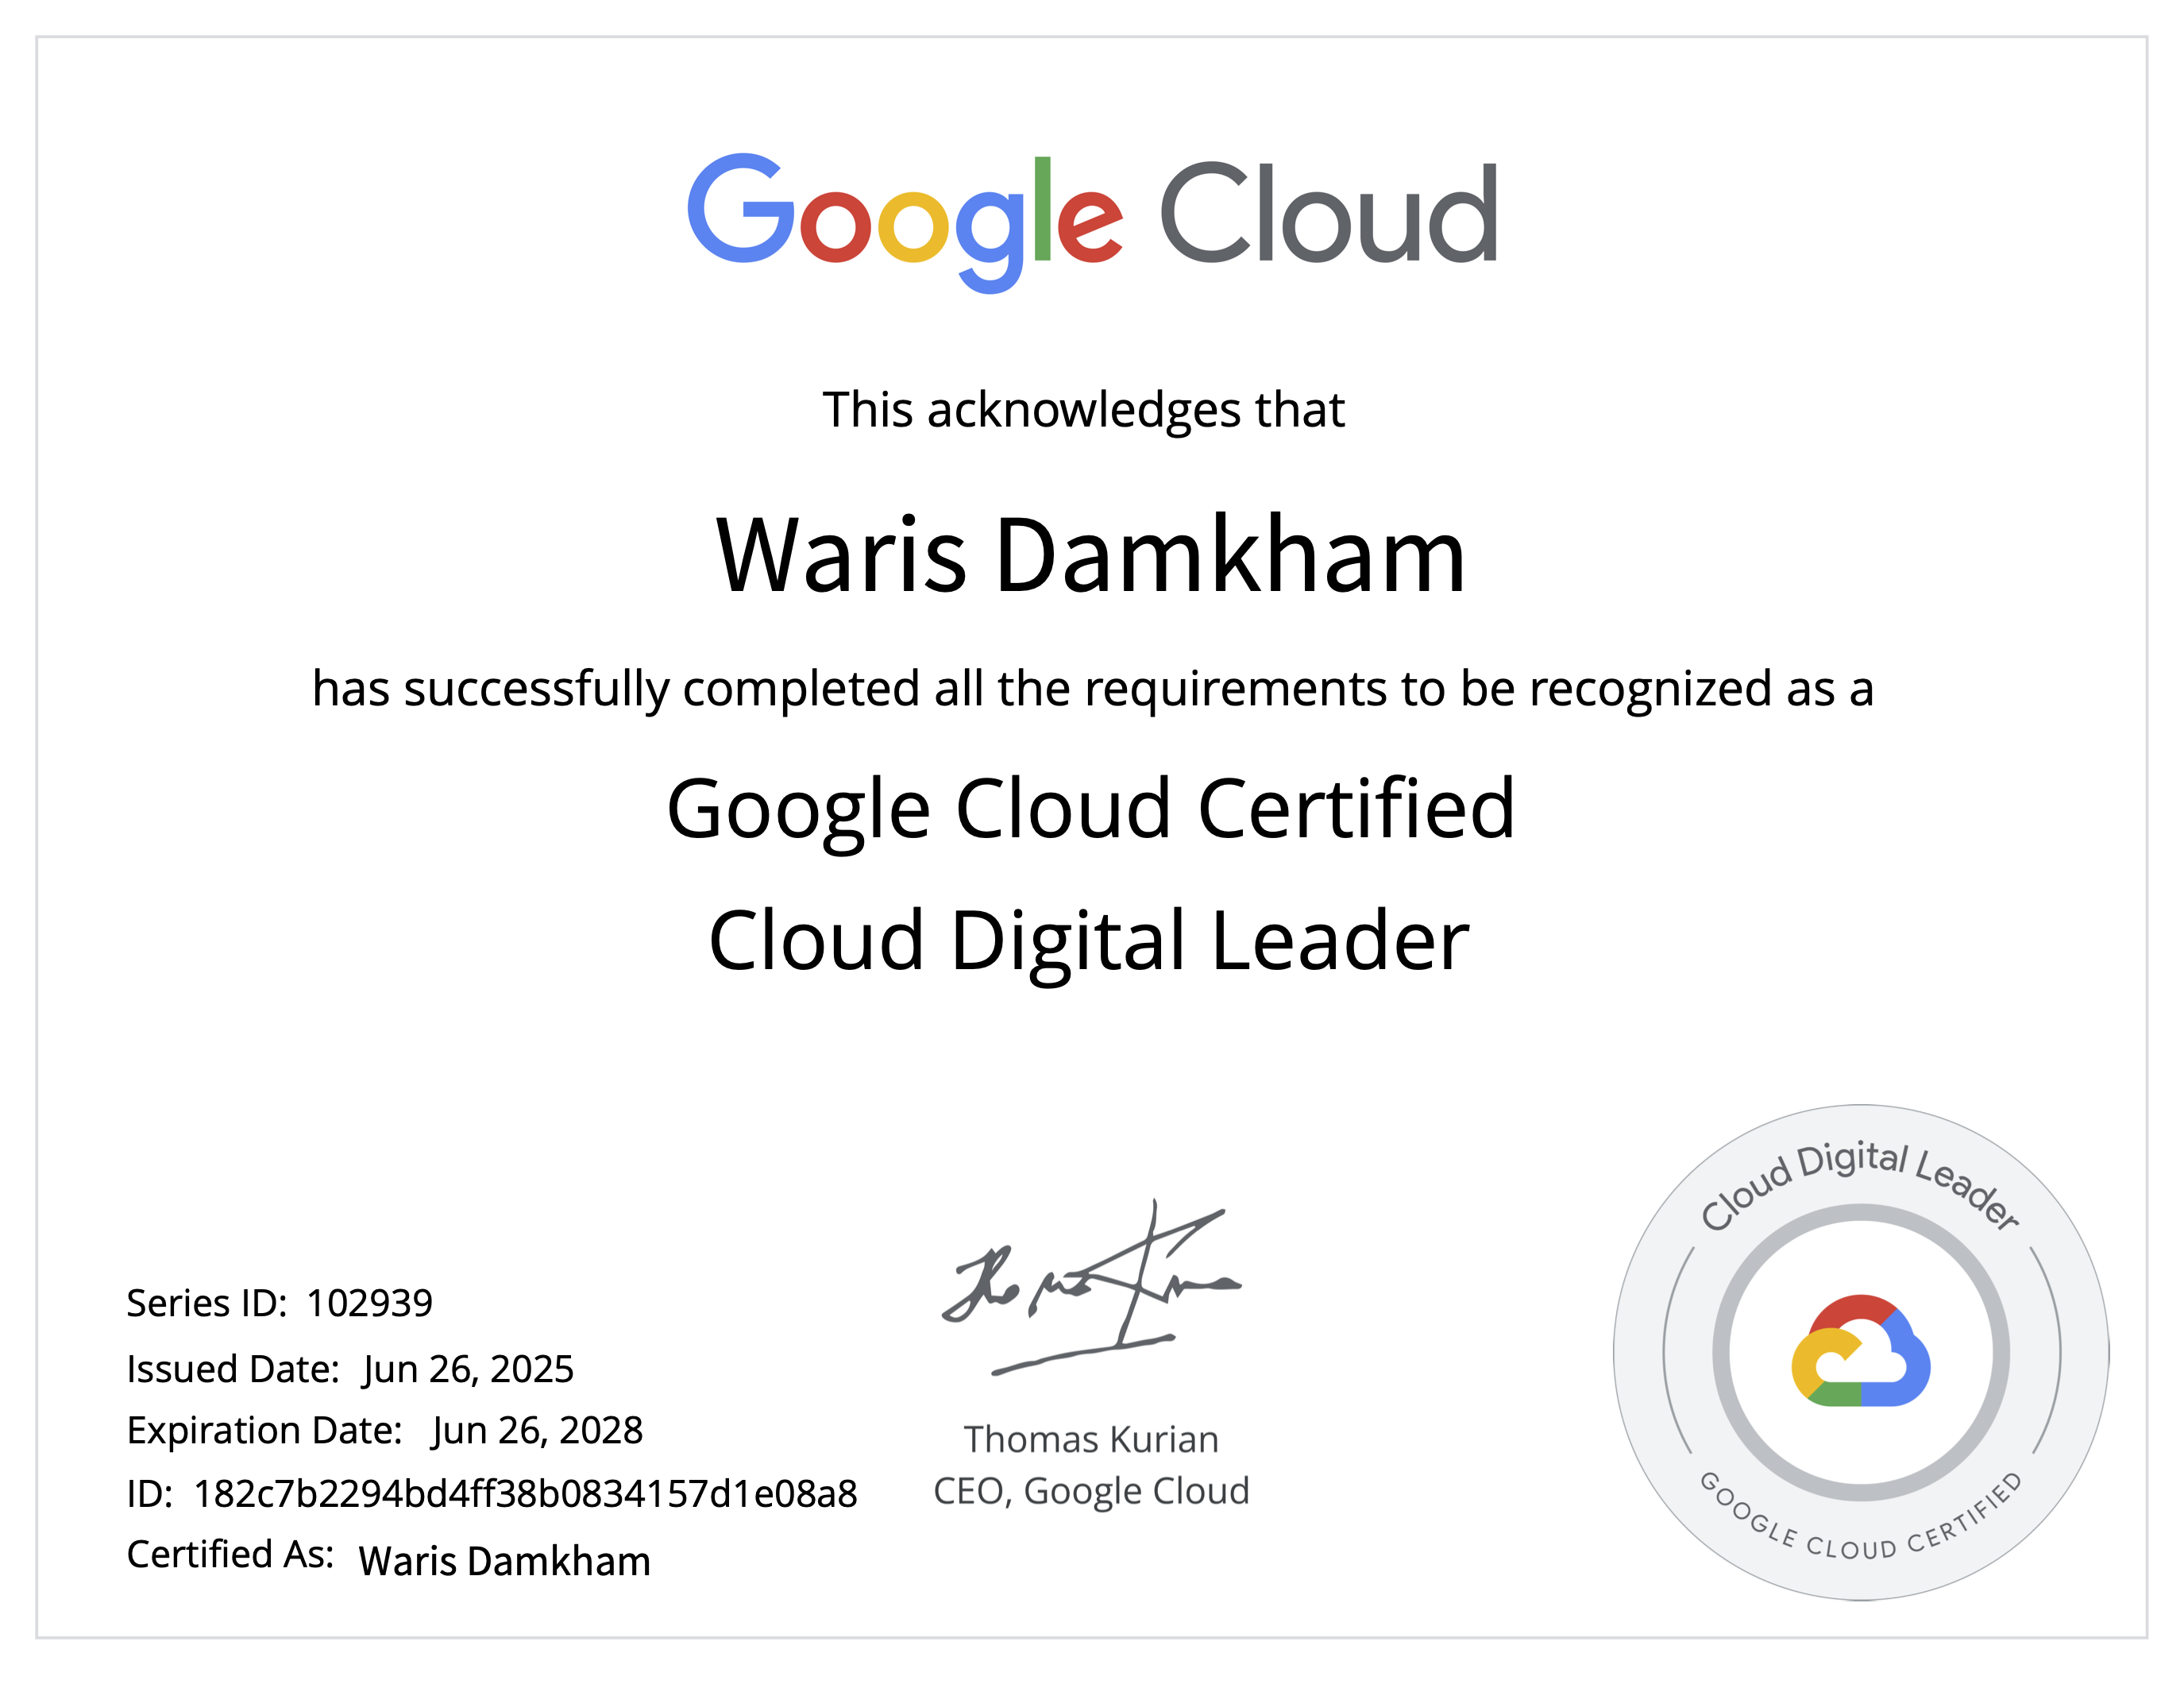 Google Cloud
This acknowledges that
Waris Damkham
has successfully completed all the requirements to be recognized as a
Google Cloud Certified
Cloud Digital Leader
Series ID: 102939
Issued Date: Jun 26, 2025
Expiration Date: Jun 26, 2028
ID: 182c7b2294bd4ff38b0834157d1e08a8
Certified As: Waris Damkham
Thomas Kurian
CEO, Google Cloud
Cloud Digital Leader
GOOGLE CLOUD CERTIFIED